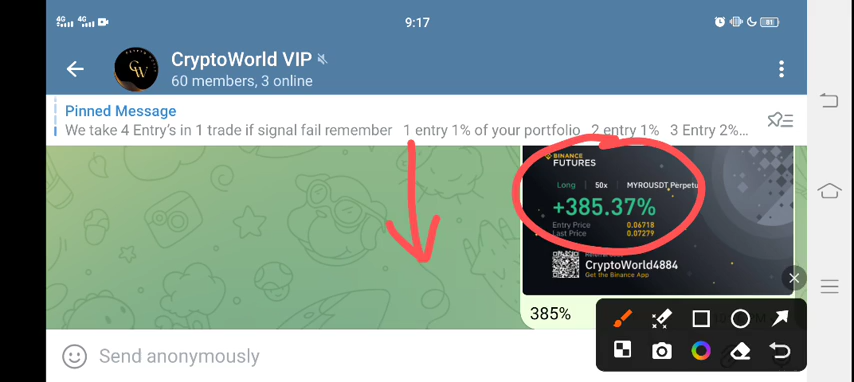 4G 4G 9:17 81
CryptoWorld VIP
60 members, 3 online
Pinned Message
We take 4 Entry's in 1 trade if signal fail remember 1 entry 1% of your portfolio 2 entry 1% 3 Entry 2%...
BINANCE
FUTURES
Long 50x MYROUSDT Perpetu
+385.37%
Entry Price 0.06718
Last Price 0.07279
CryptoWorld4884
Get the Binance App
385%
Send anonymously